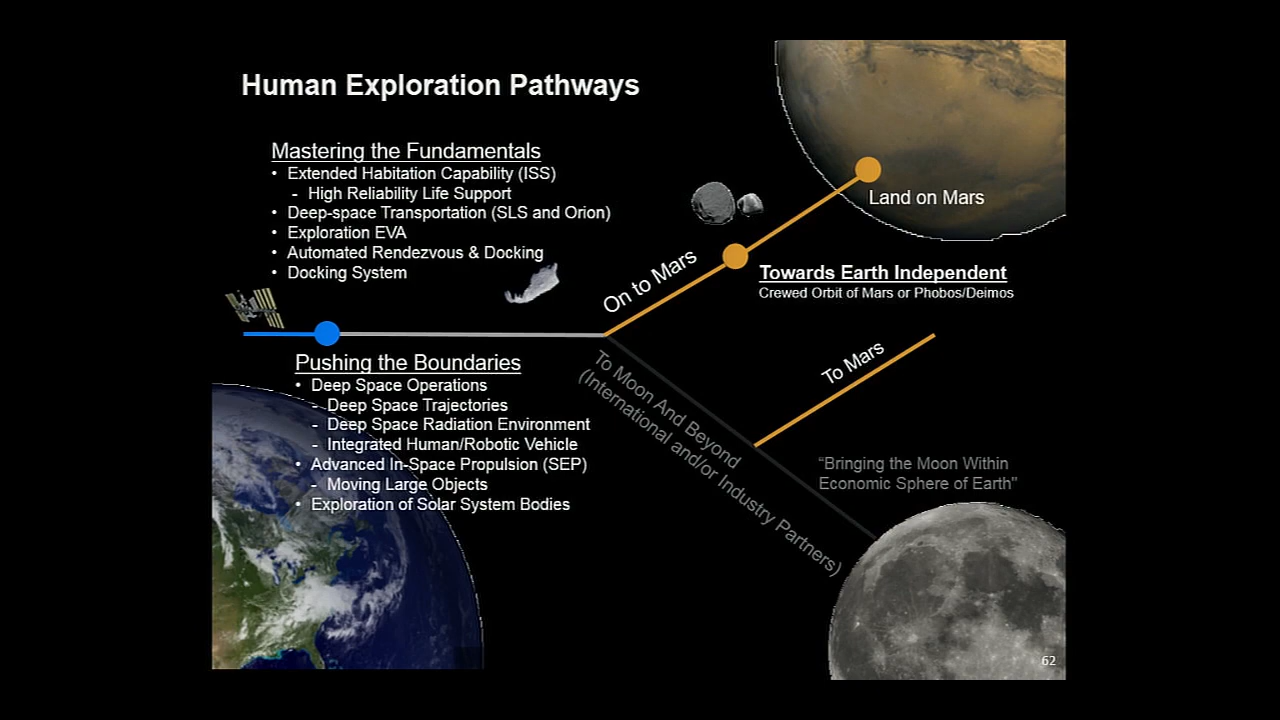 Human Exploration Pathways
Mastering the Fundamentals
• Extended Habitation Capability (ISS)
- High Reliability Life Support
• Deep-space Transportation (SLS and Orion)
• Exploration EVA
• Automated Rendezvous & Docking
• Docking System
Land on Mars
On to Mars
Towards Earth Independent
Crewed Orbit of Mars or Phobos/Deimos
Pushing the Boundaries
• Deep Space Operations
- Deep Space Trajectories
- Deep Space Radiation Environment
- Integrated Human/Robotic Vehicle
• Advanced In-Space Propulsion (SEP)
- Moving Large Objects
• Exploration of Solar System Bodies
To Moon And Beyond
(International and/or Industry Partners)
To Mars
“Bringing the Moon Within
Economic Sphere of Earth"
62